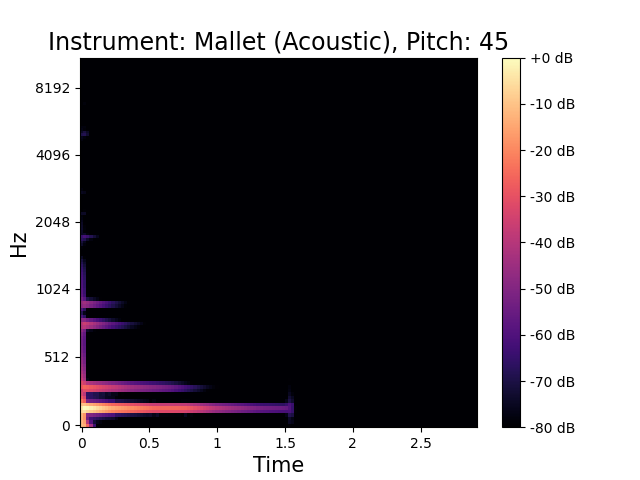 Instrument: Mallet (Acoustic), Pitch: 45
Hz
8192
4096
2048
1024
512
0
0
0.5
1
1.5
2
2.5
Time
+0 dB
-10 dB
-20 dB
-30 dB
-40 dB
-50 dB
-60 dB
-70 dB
-80 dB